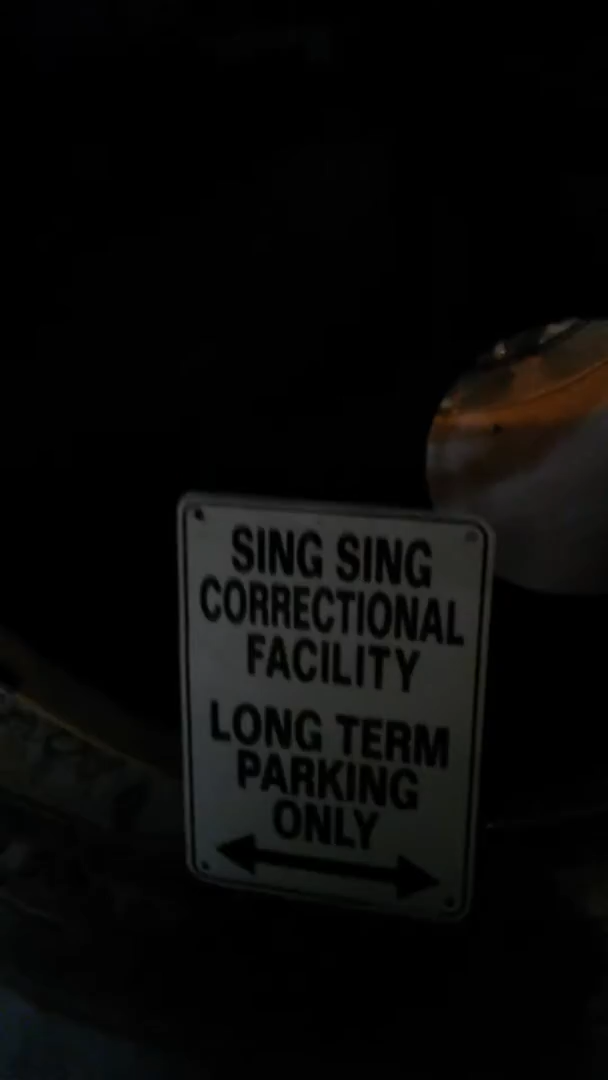 SING SING
CORRECTIONAL
FACILITY
LONG TERM
PARKING
ONLY